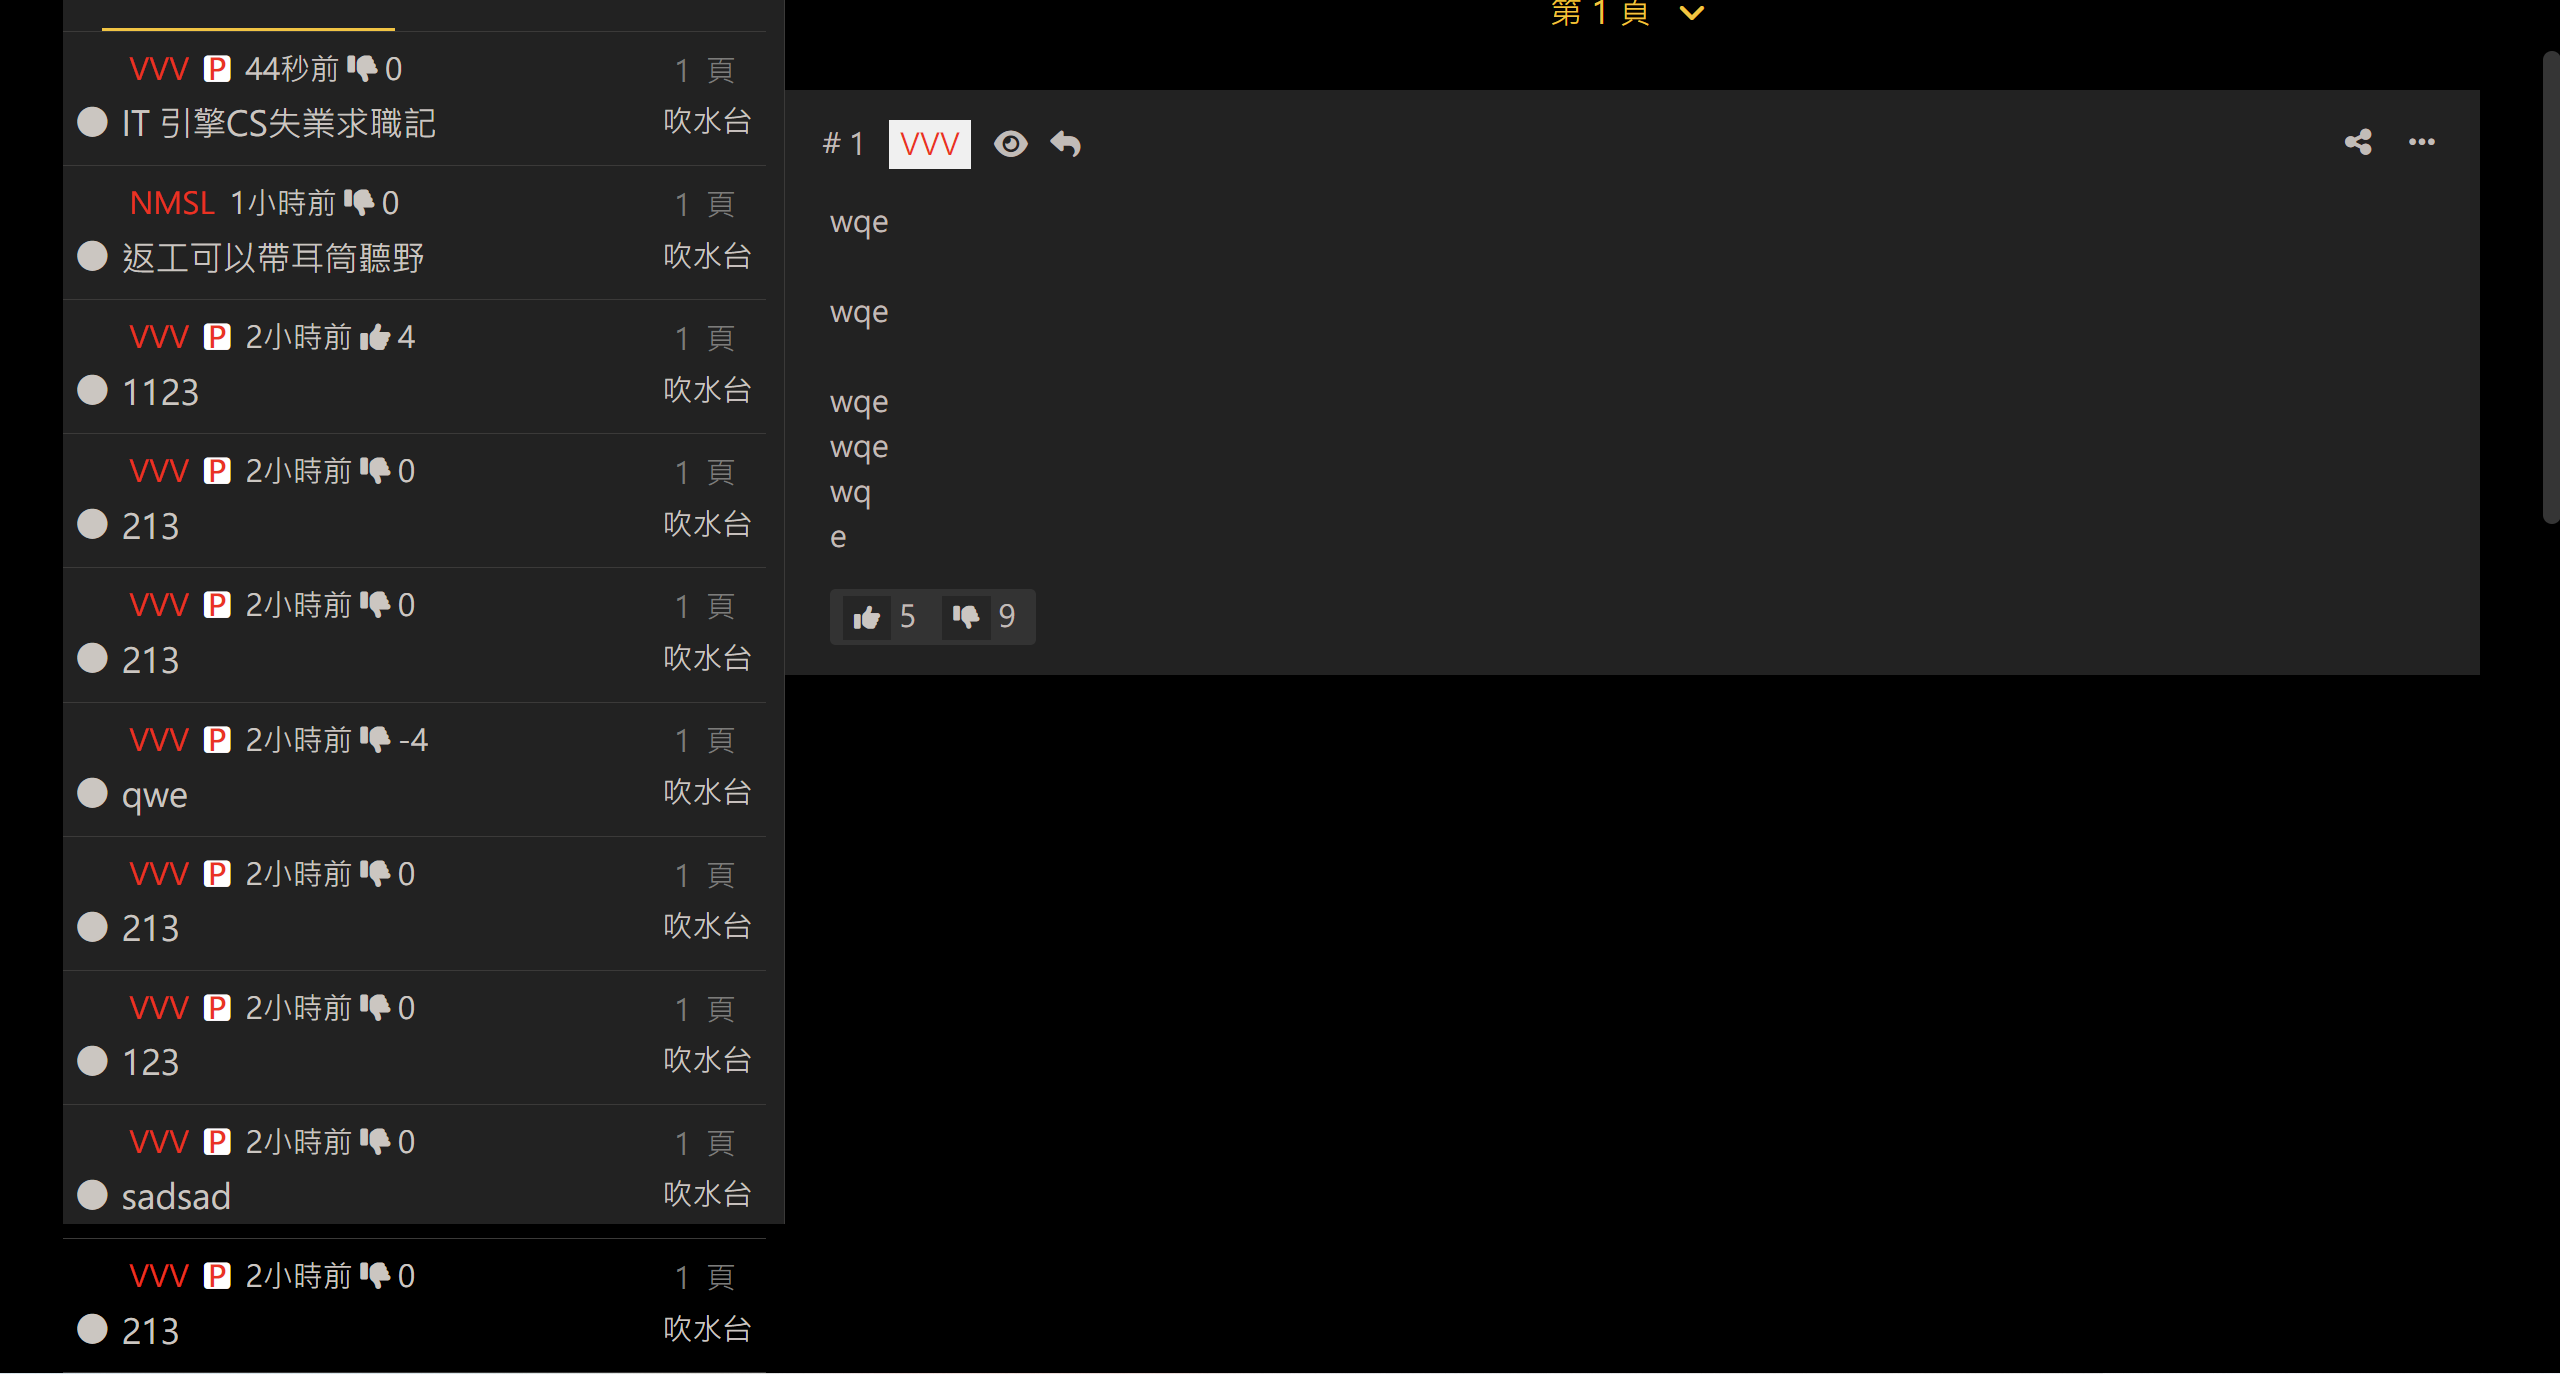 VVV P 44秒前 0 1 頁
IT 引擎CS失業求職記 吹水台
NMSL 1小時前 0 1 頁
返工可以帶耳筒聽野 吹水台
VVV P 2小時前 4 1 頁
1123 吹水台
VVV P 2小時前 0 1 頁
213 吹水台
VVV P 2小時前 0 1 頁
213 吹水台
VVV P 2小時前 -4 1 頁
qwe 吹水台
VVV P 2小時前 0 1 頁
213 吹水台
VVV P 2小時前 0 1 頁
123 吹水台
VVV P 2小時前 0 1 頁
sadsad 吹水台
VVV P 2小時前 0 1 頁
213 吹水台
第 1 頁
# 1 VVV
wqe
wqe
wqe
wqe
wq
e
5 9